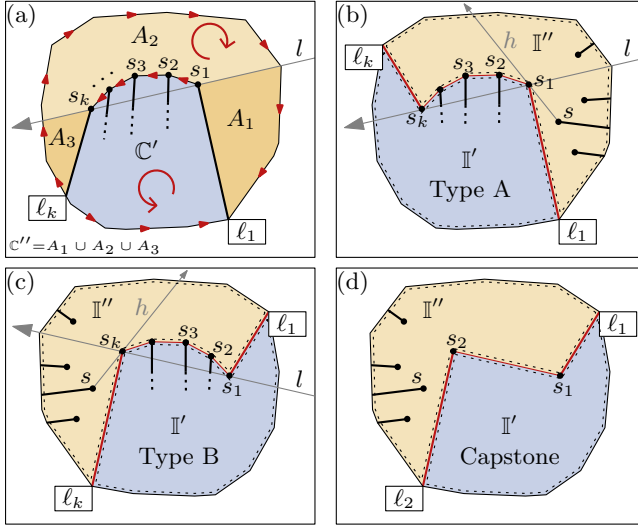 (a)
A₂
l
s₃
s₂
s₁
sₖ
A₃
A₁
ℂ′
ℓₖ
ℓ₁
ℂ″=A₁ ∪ A₂ ∪ A₃
(b)
h
𝕀″
l
ℓₖ
s₃
s₂
s₁
sₖ
s
𝕀′
Type A
ℓ₁
(c)
𝕀″
h
ℓ₁
sₖ
s₃
s₂
s
s₁
l
𝕀′
Type B
ℓₖ
(d)
𝕀″
ℓ₁
s₂
s₁
𝕀′
Capstone
ℓ₂